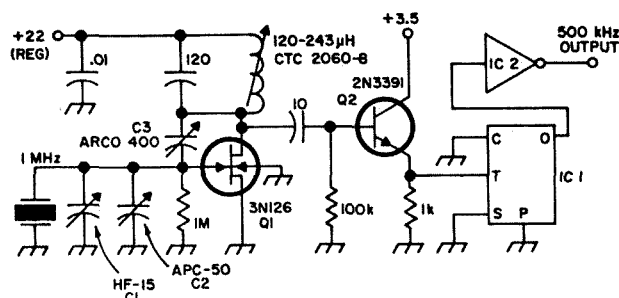 +22
(REG)
.01
120
120-243μH
CTC 2060-8
+3.5
500 kHz
OUTPUT
IC 2
2N3391
Q2
10
C3
ARCO 400
1 MHz
C
O
T
IC 1
S
P
3N126
Q1
1M
100k
1k
HF-15
C1
APC-50
C2